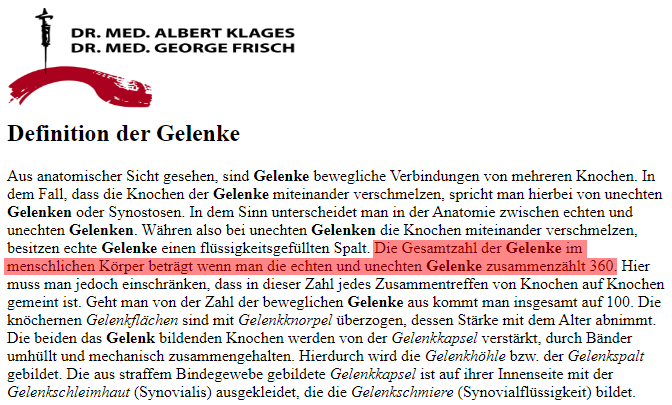 DR. MED. ALBERT KLAGES
DR. MED. GEORGE FRISCH
Definition der Gelenke
Aus anatomischer Sicht gesehen, sind Gelenke bewegliche Verbindungen von mehreren Knochen. In
dem Fall, dass die Knochen der Gelenke miteinander verschmelzen, spricht man hierbei von unechten
Gelenken oder Synostosen. In dem Sinn unterscheidet man in der Anatomie zwischen echten und
unechten Gelenken. Währen also bei unechten Gelenken die Knochen miteinander verschmelzen,
besitzen echte Gelenke einen flüssigkeitsgefüllten Spalt. Die Gesamtzahl der Gelenke im
menschlichen Körper beträgt wenn man die echten und unechten Gelenke zusammenzählt 360. Hier
muss man jedoch einschränken, dass in dieser Zahl jedes Zusammentreffen von Knochen auf Knochen
gemeint ist. Geht man von der Zahl der beweglichen Gelenke aus kommt man insgesamt auf 100. Die
knöchernen Gelenkflächen sind mit Gelenkknorpel überzogen, dessen Stärke mit dem Alter abnimmt.
Die beiden das Gelenk bildenden Knochen werden von der Gelenkkapsel verstärkt, durch Bänder
umhüllt und mechanisch zusammengehalten. Hierdurch wird die Gelenkhöhle bzw. der Gelenkspalt
gebildet. Die aus straffem Bindegewebe gebildete Gelenkkapsel ist auf ihrer Innenseite mit der
Gelenkschleimhaut (Synovialis) ausgekleidet, die die Gelenkschmiere (Synovialflüssigkeit) bildet.